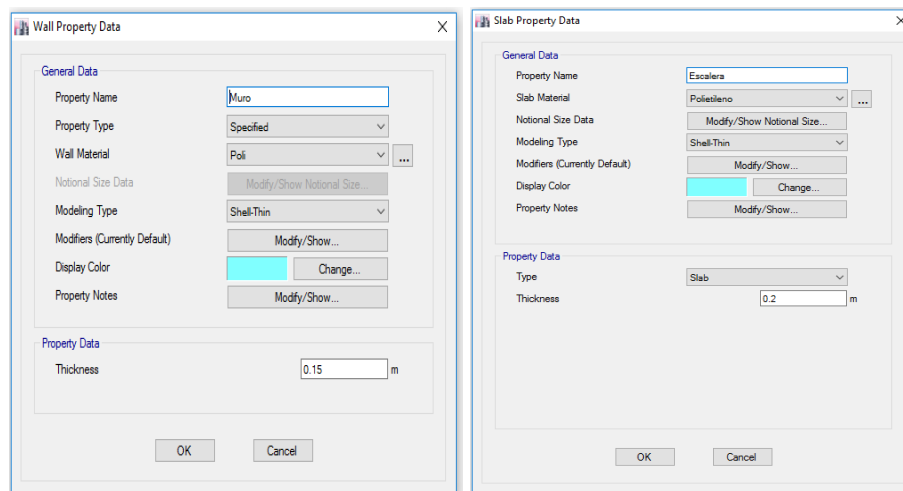 Wall Property Data
General Data
Property Name Muro
Property Type Specified
Wall Material Poli ...
Notional Size Data Modify/Show Notional Size...
Modeling Type Shell-Thin
Modifiers (Currently Default) Modify/Show...
Display Color Change...
Property Notes Modify/Show...
Property Data
Thickness 0.15 m
OK Cancel
Slab Property Data
General Data
Property Name Escalera
Slab Material Polietileno ...
Notional Size Data Modify/Show Notional Size...
Modeling Type Shell-Thin
Modifiers (Currently Default) Modify/Show...
Display Color Change...
Property Notes Modify/Show...
Property Data
Type Slab
Thickness 0.2 m
OK Cancel